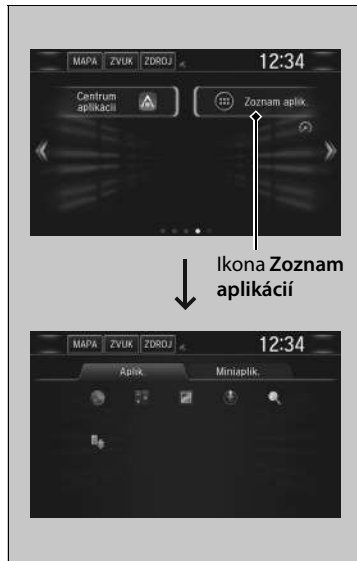 MAPA ZVUK ZDROJ 12:34
Centrum
aplikácií
Zoznam aplik.
Ikona Zoznam
aplikácií
MAPA ZVUK ZDROJ 12:34
Aplik. Miniaplik.